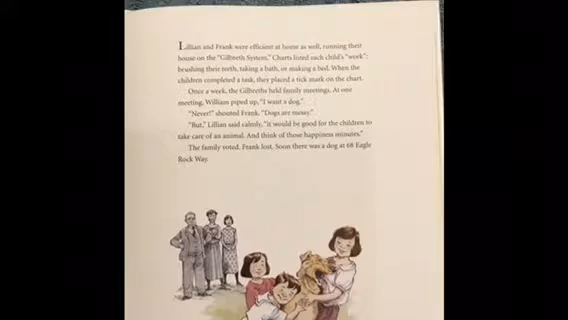 Lillian and Frank were efficient at home as well, running their
house on the "Gilbreth System." Charts listed each child's "work":
brushing their teeth, taking a bath, or making a bed. When the
children completed a task, they placed a tick mark on the chart.
Once a week, the Gilbreths held family meetings. At one
meeting, William piped up, "I want a dog."
"Never!" shouted Frank. "Dogs are messy."
"But," Lillian said calmly, "it would be good for the children to
take care of an animal. And think of those happiness minutes."
The family voted. Frank lost. Soon there was a dog at 68 Eagle
Rock Way.